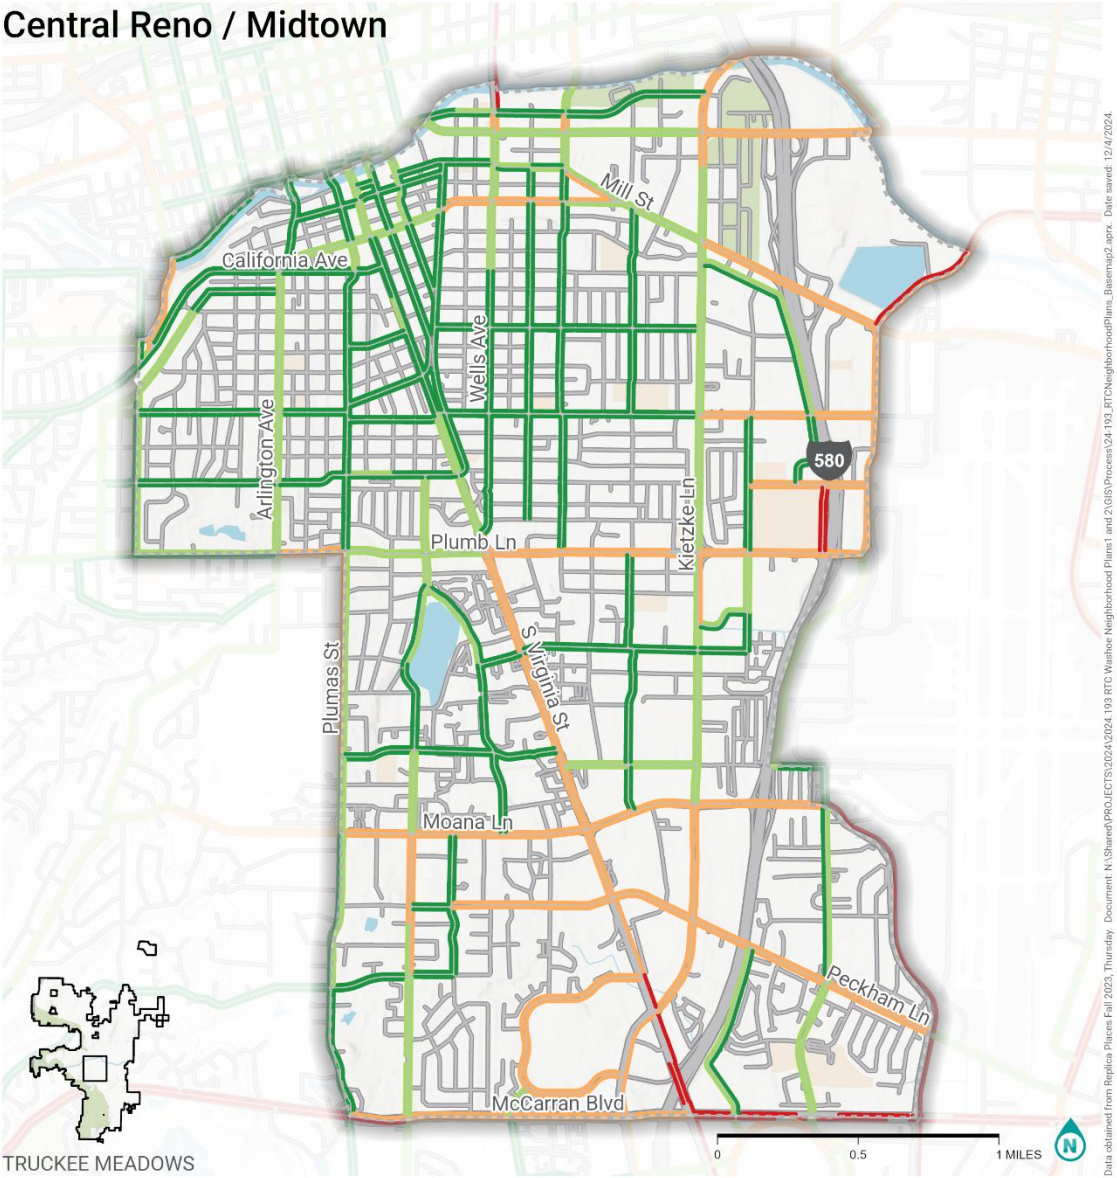 Central Reno / Midtown
Mill St
California Ave
Wells Ave
Arlington Ave
580
Kietzke Ln
Plumb Ln
S Virginia St
Plumas St
Moana Ln
Peckham Ln
McCarran Blvd
TRUCKEE MEADOWS
0 0.5 1 MILES
N
Data obtained from Replica Places Fall 2023, Thursday. Document: N:\Shared\PROJECTS\2024\2024.193 RTC Washoe Neighborhood Plans1 and 2\GIS\Process\24-193_RTCNeighborhoodPlans_Basemap2.aprx. Date saved: 12/4/2024.